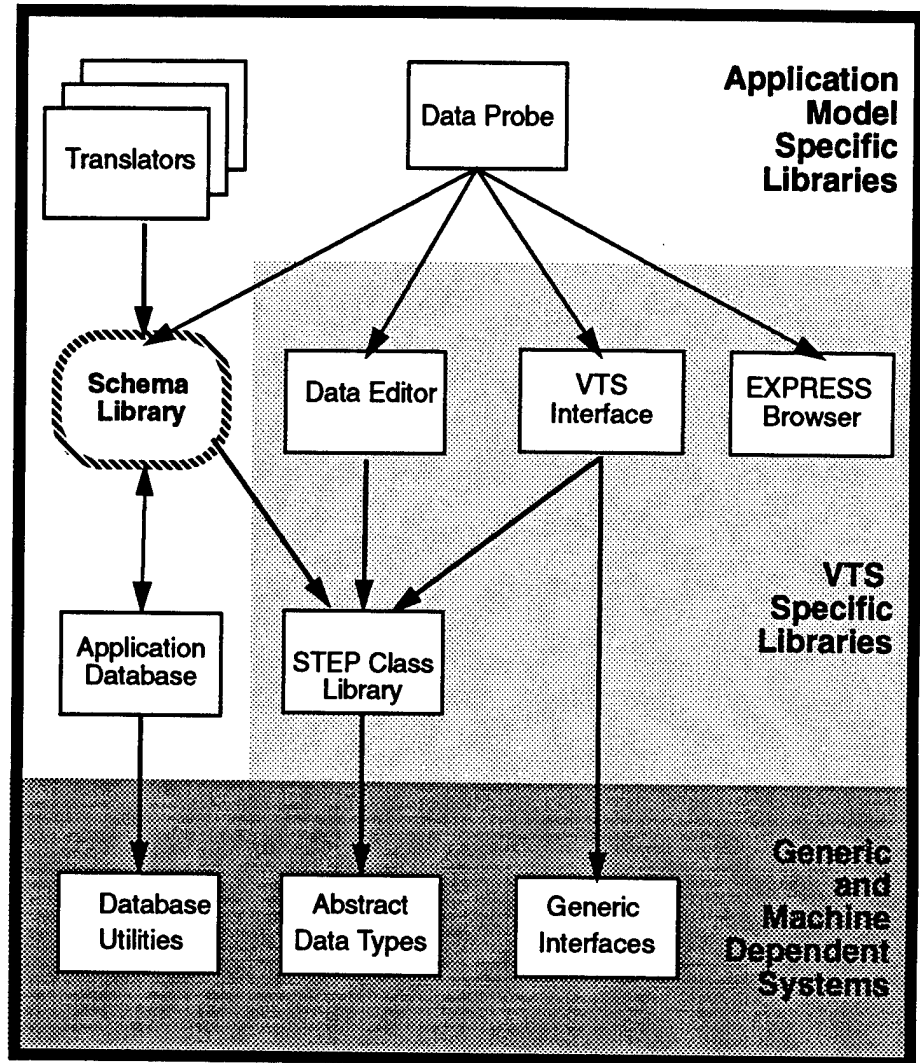 Translators
Data Probe
Application
Model
Specific
Libraries
Schema
Library
Data Editor
VTS
Interface
EXPRESS
Browser
VTS
Specific
Libraries
Application
Database
STEP Class
Library
Generic
and
Machine
Dependent
Systems
Database
Utilities
Abstract
Data Types
Generic
Interfaces